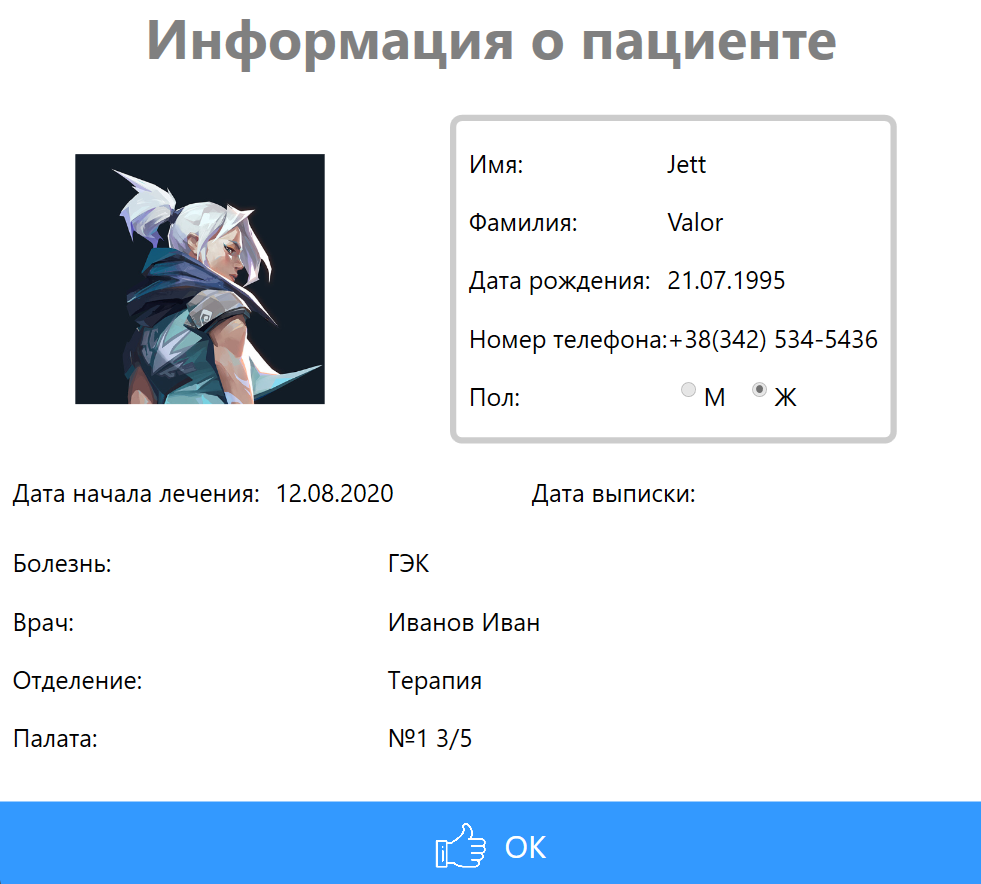 Информация о пациенте
Имя: Jett
Фамилия: Valor
Дата рождения: 21.07.1995
Номер телефона:+38(342) 534-5436
Пол: М Ж
Дата начала лечения: 12.08.2020 Дата выписки:
Болезнь: ГЭК
Врач: Иванов Иван
Отделение: Терапия
Палата: №1 3/5
ОК